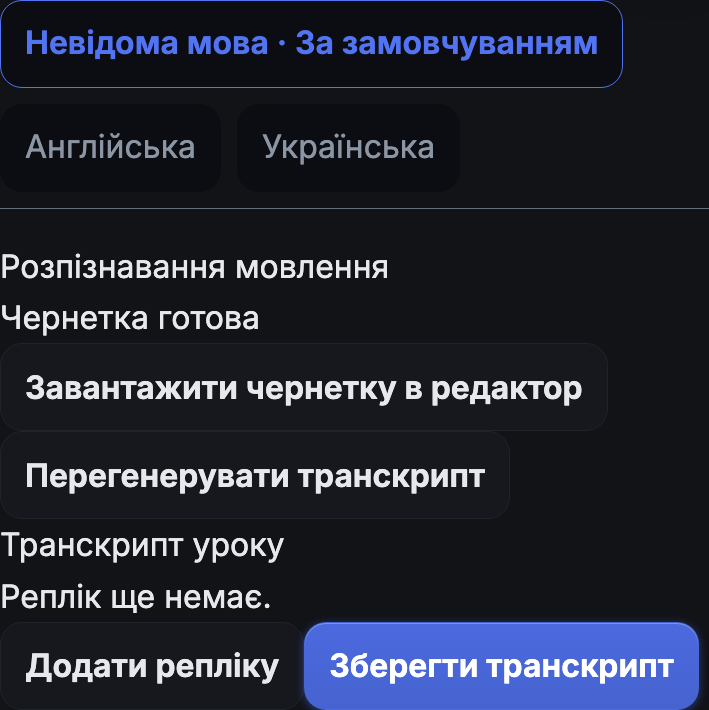 Невідома мова · За замовчуванням
Англійська Українська
Розпізнавання мовлення
Чернетка готова
Завантажити чернетку в редактор
Перегенерувати транскрипт
Транскрипт уроку
Реплік ще немає.
Додати репліку Зберегти транскрипт